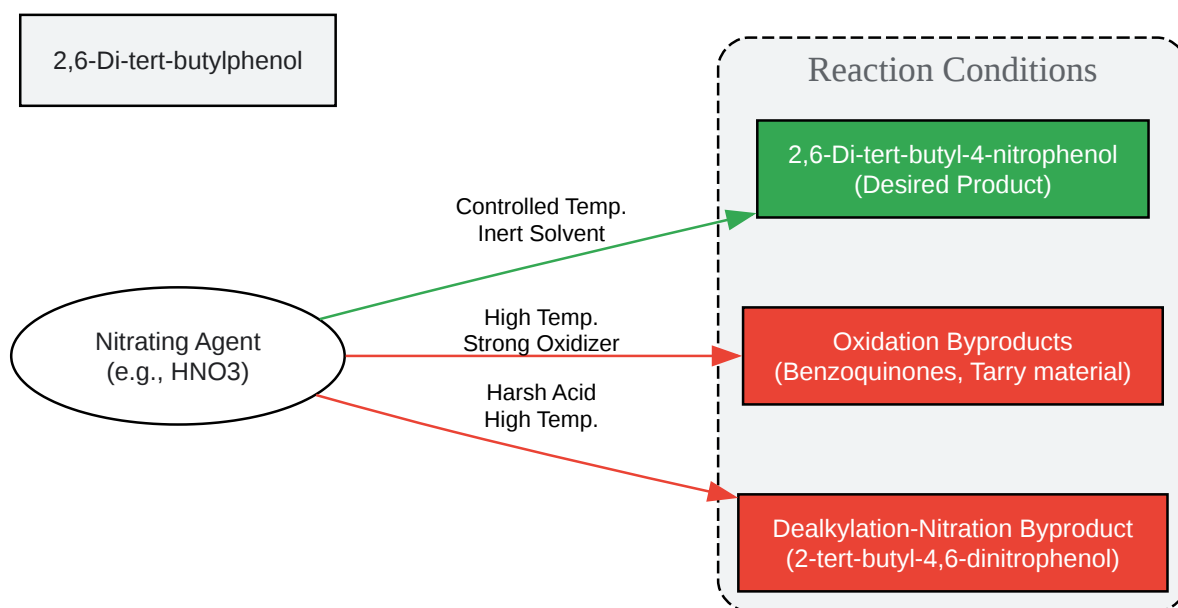 2,6-Di-tert-butylphenol
Reaction Conditions
2,6-Di-tert-butyl-4-nitrophenol
(Desired Product)
Controlled Temp.
Inert Solvent
Nitrating Agent
(e.g., HNO3)
High Temp.
Strong Oxidizer
Oxidation Byproducts
(Benzoquinones, Tarry material)
Harsh Acid
High Temp.
Dealkylation-Nitration Byproduct
(2-tert-butyl-4,6-dinitrophenol)